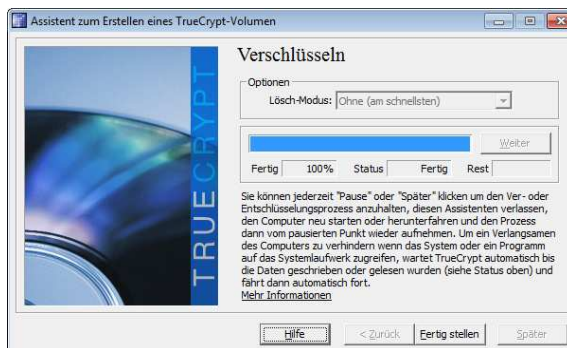 Assistent zum Erstellen eines TrueCrypt-Volumen
TRUECRYPT
Verschlüsseln
Optionen
Lösch-Modus: Ohne (am schnellsten)
Weiter
Fertig 100% Status Fertig Rest
Sie können jederzeit "Pause" oder "Später" klicken um den Ver- oder
Entschlüsselungsprozess anzuhalten, diesen Assistenten verlassen,
den Computer neu starten oder herunterfahren und den Prozess
dann vom pausierten Punkt wieder aufnehmen. Um ein Verlangsamen
des Computers zu verhindern wenn das System oder ein Programm
auf das Systemlaufwerk zugreifen, wartet TrueCrypt automatisch bis
die Daten geschrieben oder gelesen wurden (siehe Status oben) und
fährt dann automatisch fort.
Mehr Informationen
Hilfe < Zurück Fertig stellen Später